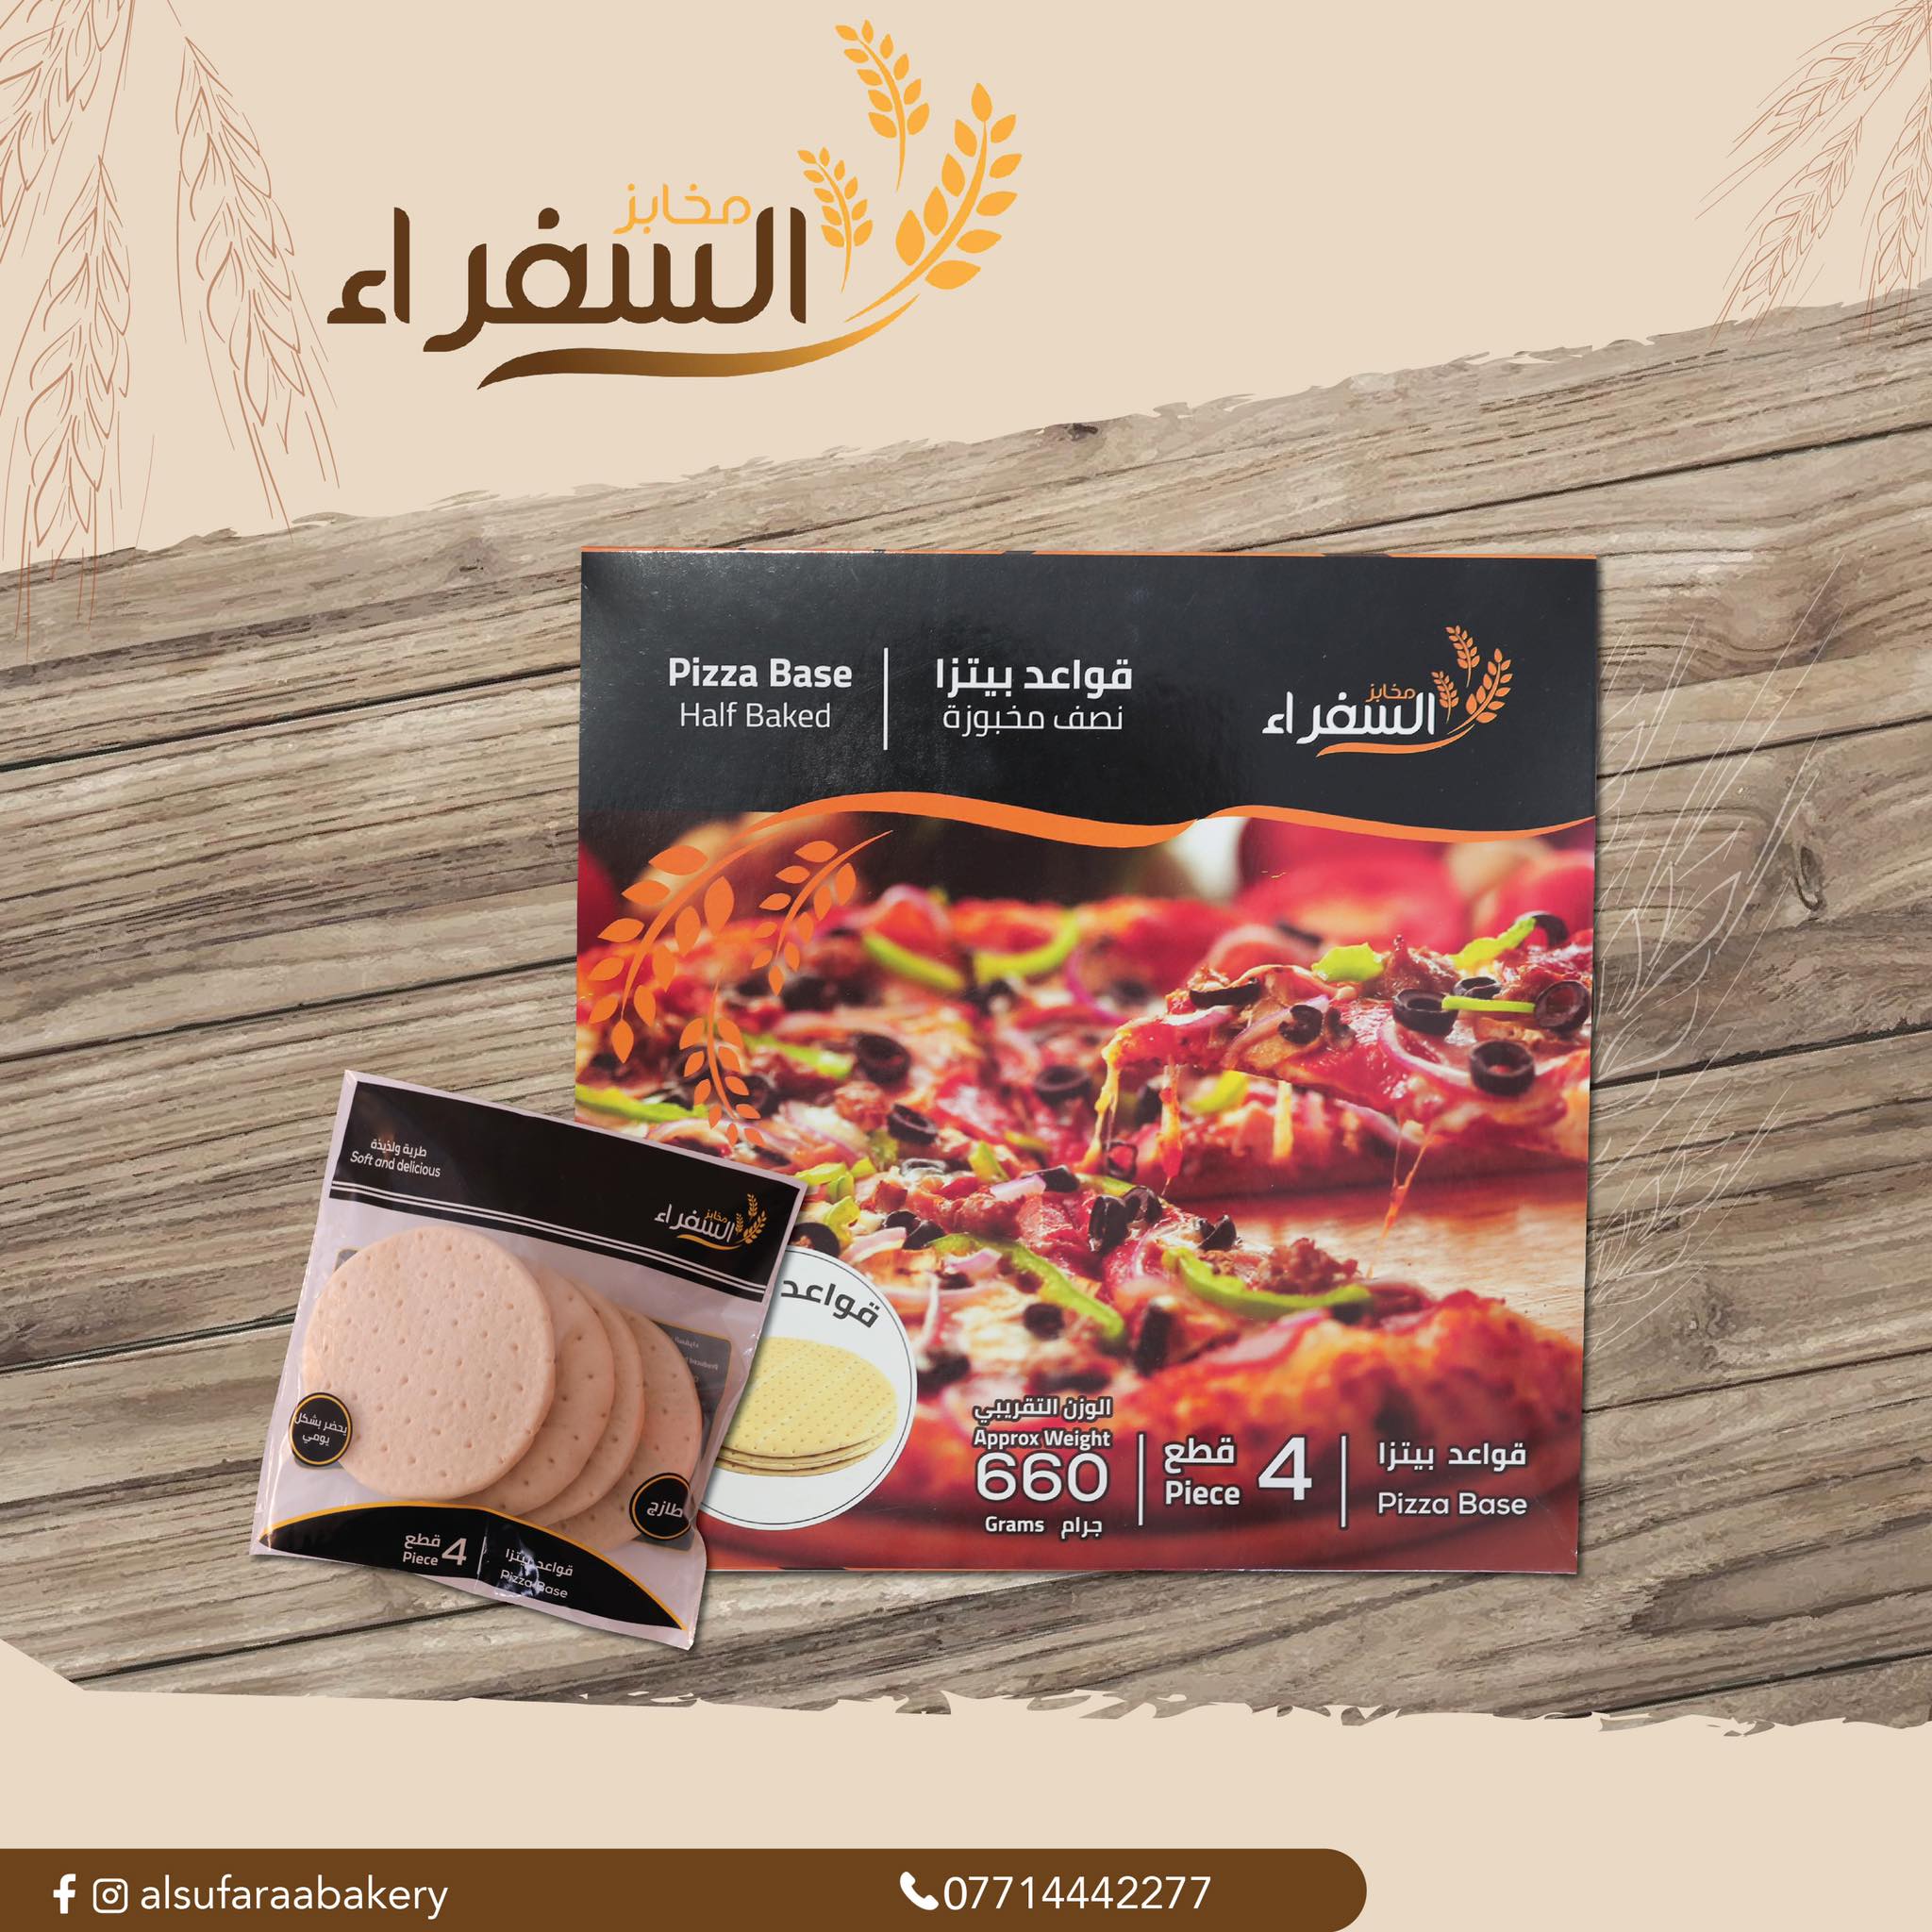 مخابز
السفراء
Pizza Base
Half Baked
قواعد بيتزا
نصف مخبوزة
مخابز
السفراء
طرية ولذيذة
Soft and delicious
مخابز
السفراء
قواعد
يحضر بشكل
يومي
طازج
4 قطع
Piece
قواعد بيتزا
Pizza Base
الوزن التقريبي
Approx Weight
660
Grams جرام
قطع
Piece
4
قواعد بيتزا
Pizza Base
alsufaraabakery
07714442277